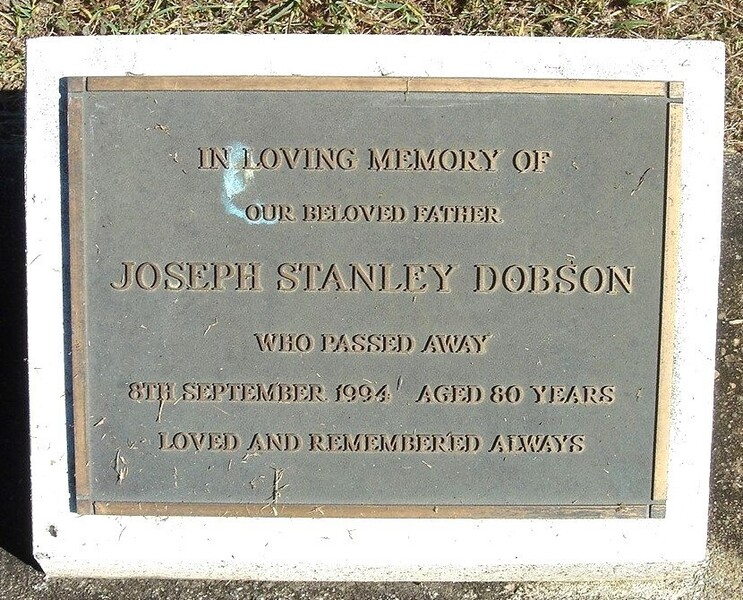 IN LOVING MEMORY OF
OUR BELOVED FATHER
JOSEPH STANLEY DOBSON
WHO PASSED AWAY
8TH SEPTEMBER 1994 AGED 80 YEARS
LOVED AND REMEMBERED ALWAYS